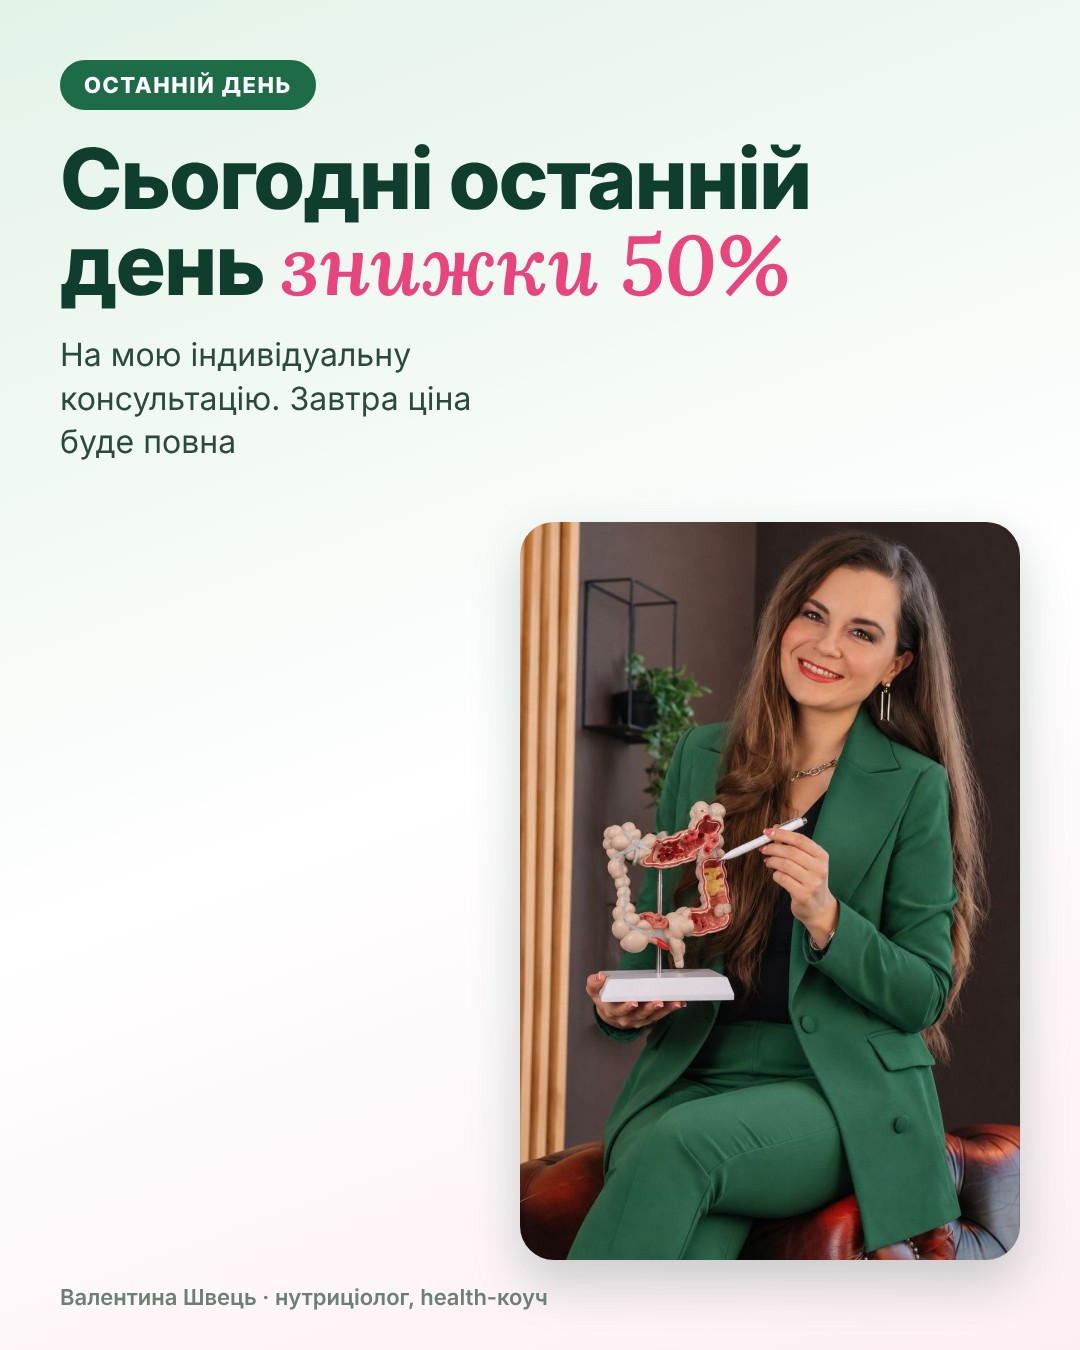 ОСТАННІЙ ДЕНЬ
Сьогодні останній
день знижки 50%
На мою індивідуальну
консультацію. Завтра ціна
буде повна
Валентина Швець · нутриціолог, health-коуч